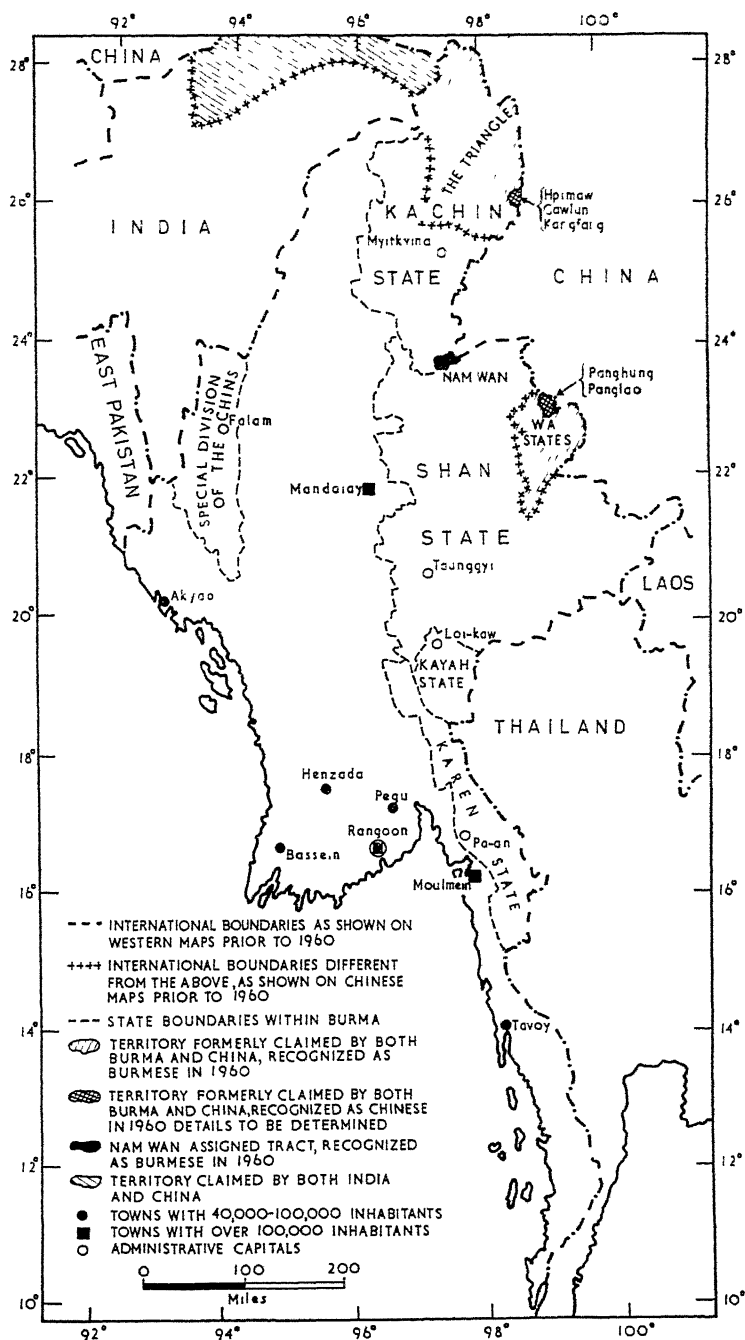 92° 94° 96° 98° 100°
28° 28°
CHINA
THE TRIANGLE
26° 26°
INDIA
KACHIN
STATE
Myitkvina
Hpimaw
Gawlun
Kangfang
CHINA
24° 24°
NAM WAN
EAST PAKISTAN
SPECIAL DIVISION
OF THE CHINS
Falam
Panghung
Panglao
WA
STATES
22° 22°
Mandalay
SHAN
STATE
Taunggyi
LAOS
20° 20°
Akyab
Loi-kaw
KAYAH
STATE
THAILAND
18° 18°
Henzada
Pegu
Rangoon
Bassein
KAREN
STATE
Pa-an
Moulmein
16° 16°
INTERNATIONAL BOUNDARIES AS SHOWN ON
WESTERN MAPS PRIOR TO 1960
INTERNATIONAL BOUNDARIES DIFFERENT
FROM THE ABOVE, AS SHOWN ON CHINESE
MAPS PRIOR TO 1960
STATE BOUNDARIES WITHIN BURMA
14° 14°
Tavoy
TERRITORY FORMERLY CLAIMED BY BOTH
BURMA AND CHINA, RECOGNIZED AS
BURMESE IN 1960
TERRITORY FORMERLY CLAIMED BY BOTH
BURMA AND CHINA, RECOGNIZED AS CHINESE
IN 1960 DETAILS TO BE DETERMINED
NAM WAN ASSIGNED TRACT, RECOGNIZED
AS BURMESE IN 1960
12° 12°
TERRITORY CLAIMED BY BOTH INDIA
AND CHINA
TOWNS WITH 40,000-100,000 INHABITANTS
TOWNS WITH OVER 100,000 INHABITANTS
ADMINISTRATIVE CAPITALS
0 100 200
Miles
10° 10°
92° 94° 96° 98° 100°